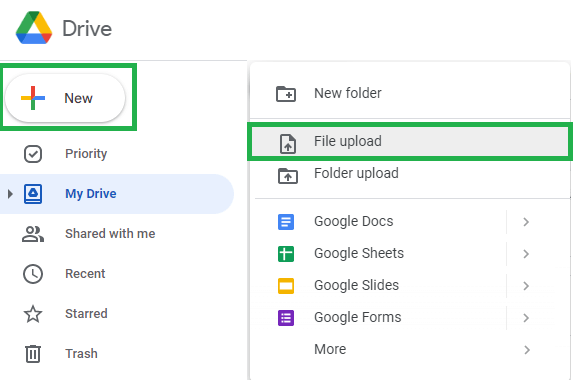 Drive
New
Priority
My Drive
Shared with me
Recent
Starred
Trash
New folder
File upload
Folder upload
Google Docs
Google Sheets
Google Slides
Google Forms
More